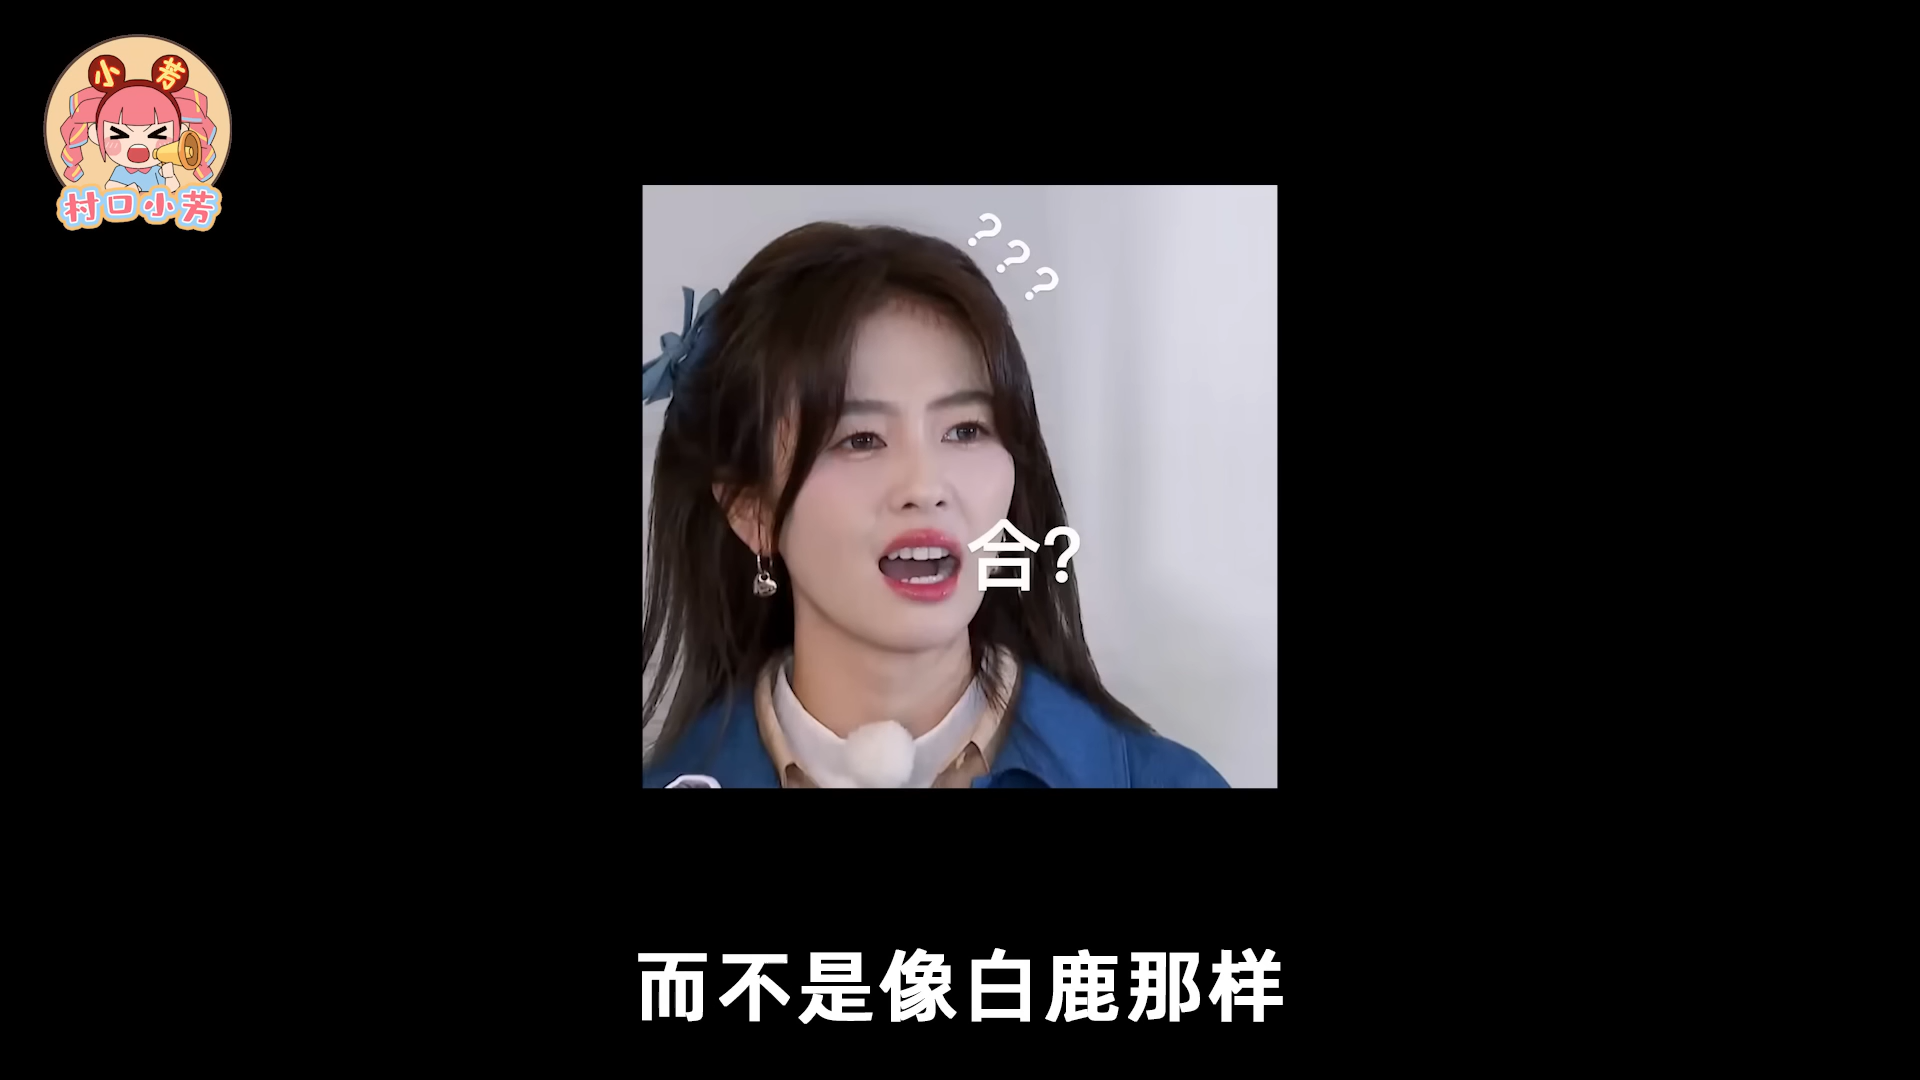 小 芳
村口小芳
???
合?
而不是像白鹿那样